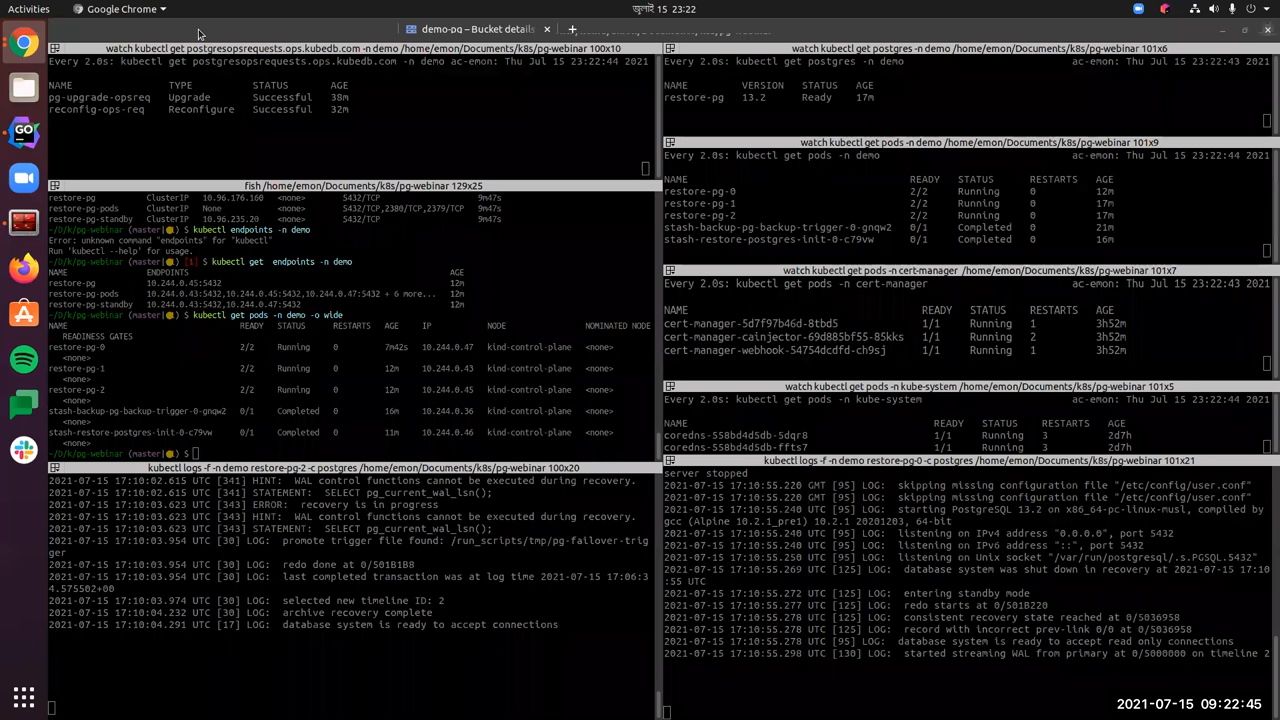 Activities
Google Chrome
জুলাই 15 23:22
demo-pg – Bucket details
watch kubectl get postgresopsrequests.ops.kubedb.com -n demo /home/emon/Documents/k8s/pg-webinar 100x10
Every 2.0s: kubectl get postgresopsrequests.ops.kubedb.com -n demo ac-emon: Thu Jul 15 23:22:44 2021
NAME TYPE STATUS AGE
pg-upgrade-opsreq Upgrade Successful 38m
reconfig-ops-req Reconfigure Successful 32m
fish /home/emon/Documents/k8s/pg-webinar 129x25
restore-pg ClusterIP 10.96.176.160 <none> 5432/TCP 9m47s
restore-pg-pods ClusterIP None <none> 5432/TCP,2380/TCP,2379/TCP 9m47s
restore-pg-standby ClusterIP 10.96.235.20 <none> 5432/TCP 9m47s
~/D/k/pg-webinar (master|●) $ kubectl endpoints -n demo
Error: unknown command "endpoints" for "kubectl"
Run 'kubectl --help' for usage.
~/D/k/pg-webinar (master|●) [1] $ kubectl get endpoints -n demo
NAME ENDPOINTS AGE
restore-pg 10.244.0.45:5432 12m
restore-pg-pods 10.244.0.43:5432,10.244.0.45:5432,10.244.0.47:5432 + 6 more... 12m
restore-pg-standby 10.244.0.43:5432,10.244.0.47:5432 12m
~/D/k/pg-webinar (master|●) $ kubectl get pods -n demo -o wide
NAME READY STATUS RESTARTS AGE IP NODE NOMINATED NODE
READINESS GATES
restore-pg-0 2/2 Running 0 7m42s 10.244.0.47 kind-control-plane <none>
<none>
restore-pg-1 2/2 Running 0 12m 10.244.0.43 kind-control-plane <none>
<none>
restore-pg-2 2/2 Running 0 12m 10.244.0.45 kind-control-plane <none>
<none>
stash-backup-pg-backup-trigger-0-gnqw2 0/1 Completed 0 16m 10.244.0.36 kind-control-plane <none>
<none>
stash-restore-postgres-init-0-c79vw 0/1 Completed 0 11m 10.244.0.46 kind-control-plane <none>
<none>
~/D/k/pg-webinar (master|●) $
kubectl logs -f -n demo restore-pg-2 -c postgres /home/emon/Documents/k8s/pg-webinar 100x20
2021-07-15 17:10:02.615 UTC [341] HINT: WAL control functions cannot be executed during recovery.
2021-07-15 17:10:02.615 UTC [341] STATEMENT: SELECT pg_current_wal_lsn();
2021-07-15 17:10:03.623 UTC [343] ERROR: recovery is in progress
2021-07-15 17:10:03.623 UTC [343] HINT: WAL control functions cannot be executed during recovery.
2021-07-15 17:10:03.623 UTC [343] STATEMENT: SELECT pg_current_wal_lsn();
2021-07-15 17:10:03.954 UTC [30] LOG: promote trigger file found: /run_scripts/tmp/pg-failover-trig
ger
2021-07-15 17:10:03.954 UTC [30] LOG: redo done at 0/501B1B8
2021-07-15 17:10:03.954 UTC [30] LOG: last completed transaction was at log time 2021-07-15 17:06:3
4.575502+00
2021-07-15 17:10:03.974 UTC [30] LOG: selected new timeline ID: 2
2021-07-15 17:10:04.232 UTC [30] LOG: archive recovery complete
2021-07-15 17:10:04.291 UTC [17] LOG: database system is ready to accept connections
watch kubectl get postgres -n demo /home/emon/Documents/k8s/pg-webinar 101x6
Every 2.0s: kubectl get postgres -n demo ac-emon: Thu Jul 15 23:22:43 2021
NAME VERSION STATUS AGE
restore-pg 13.2 Ready 17m
watch kubectl get pods -n demo /home/emon/Documents/k8s/pg-webinar 101x9
Every 2.0s: kubectl get pods -n demo ac-emon: Thu Jul 15 23:22:44 2021
NAME READY STATUS RESTARTS AGE
restore-pg-0 2/2 Running 0 12m
restore-pg-1 2/2 Running 0 17m
restore-pg-2 2/2 Running 0 17m
stash-backup-pg-backup-trigger-0-gnqw2 0/1 Completed 0 21m
stash-restore-postgres-init-0-c79vw 0/1 Completed 0 16m
watch kubectl get pods -n cert-manager /home/emon/Documents/k8s/pg-webinar 101x7
Every 2.0s: kubectl get pods -n cert-manager ac-emon: Thu Jul 15 23:22:43 2021
NAME READY STATUS RESTARTS AGE
cert-manager-5d7f97b46d-8tbd5 1/1 Running 1 3h52m
cert-manager-cainjector-69d885bf55-85kks 1/1 Running 2 3h52m
cert-manager-webhook-54754dcdfd-ch9sj 1/1 Running 1 3h52m
watch kubectl get pods -n kube-system /home/emon/Documents/k8s/pg-webinar 101x5
Every 2.0s: kubectl get pods -n kube-system ac-emon: Thu Jul 15 23:22:43 2021
NAME READY STATUS RESTARTS AGE
coredns-558bd4d5db-5dqr8 1/1 Running 3 2d7h
coredns-558bd4d5db-ffts7 1/1 Running 3 2d7h
kubectl logs -f -n demo restore-pg-0 -c postgres /home/emon/Documents/k8s/pg-webinar 101x21
server stopped
2021-07-15 17:10:55.220 GMT [95] LOG: skipping missing configuration file "/etc/config/user.conf"
2021-07-15 17:10:55.220 UTC [95] LOG: skipping missing configuration file "/etc/config/user.conf"
2021-07-15 17:10:55.240 UTC [95] LOG: starting PostgreSQL 13.2 on x86_64-pc-linux-musl, compiled by
gcc (Alpine 10.2.1_pre1) 10.2.1 20201203, 64-bit
2021-07-15 17:10:55.240 UTC [95] LOG: listening on IPv4 address "0.0.0.0", port 5432
2021-07-15 17:10:55.240 UTC [95] LOG: listening on IPv6 address "::", port 5432
2021-07-15 17:10:55.250 UTC [95] LOG: listening on Unix socket "/var/run/postgresql/.s.PGSQL.5432"
2021-07-15 17:10:55.269 UTC [125] LOG: database system was shut down in recovery at 2021-07-15 17:10
:55 UTC
2021-07-15 17:10:55.272 UTC [125] LOG: entering standby mode
2021-07-15 17:10:55.278 UTC [125] LOG: redo starts at 0/501B220
2021-07-15 17:10:55.278 UTC [125] LOG: consistent recovery state reached at 0/5036958
2021-07-15 17:10:55.278 UTC [125] LOG: record with incorrect prev-link 0/0 at 0/5036958
2021-07-15 17:10:55.278 UTC [95] LOG: database system is ready to accept read only connections
2021-07-15 17:10:55.298 UTC [130] LOG: started streaming WAL from primary at 0/5000000 on timeline 2
2021-07-15 09:22:45